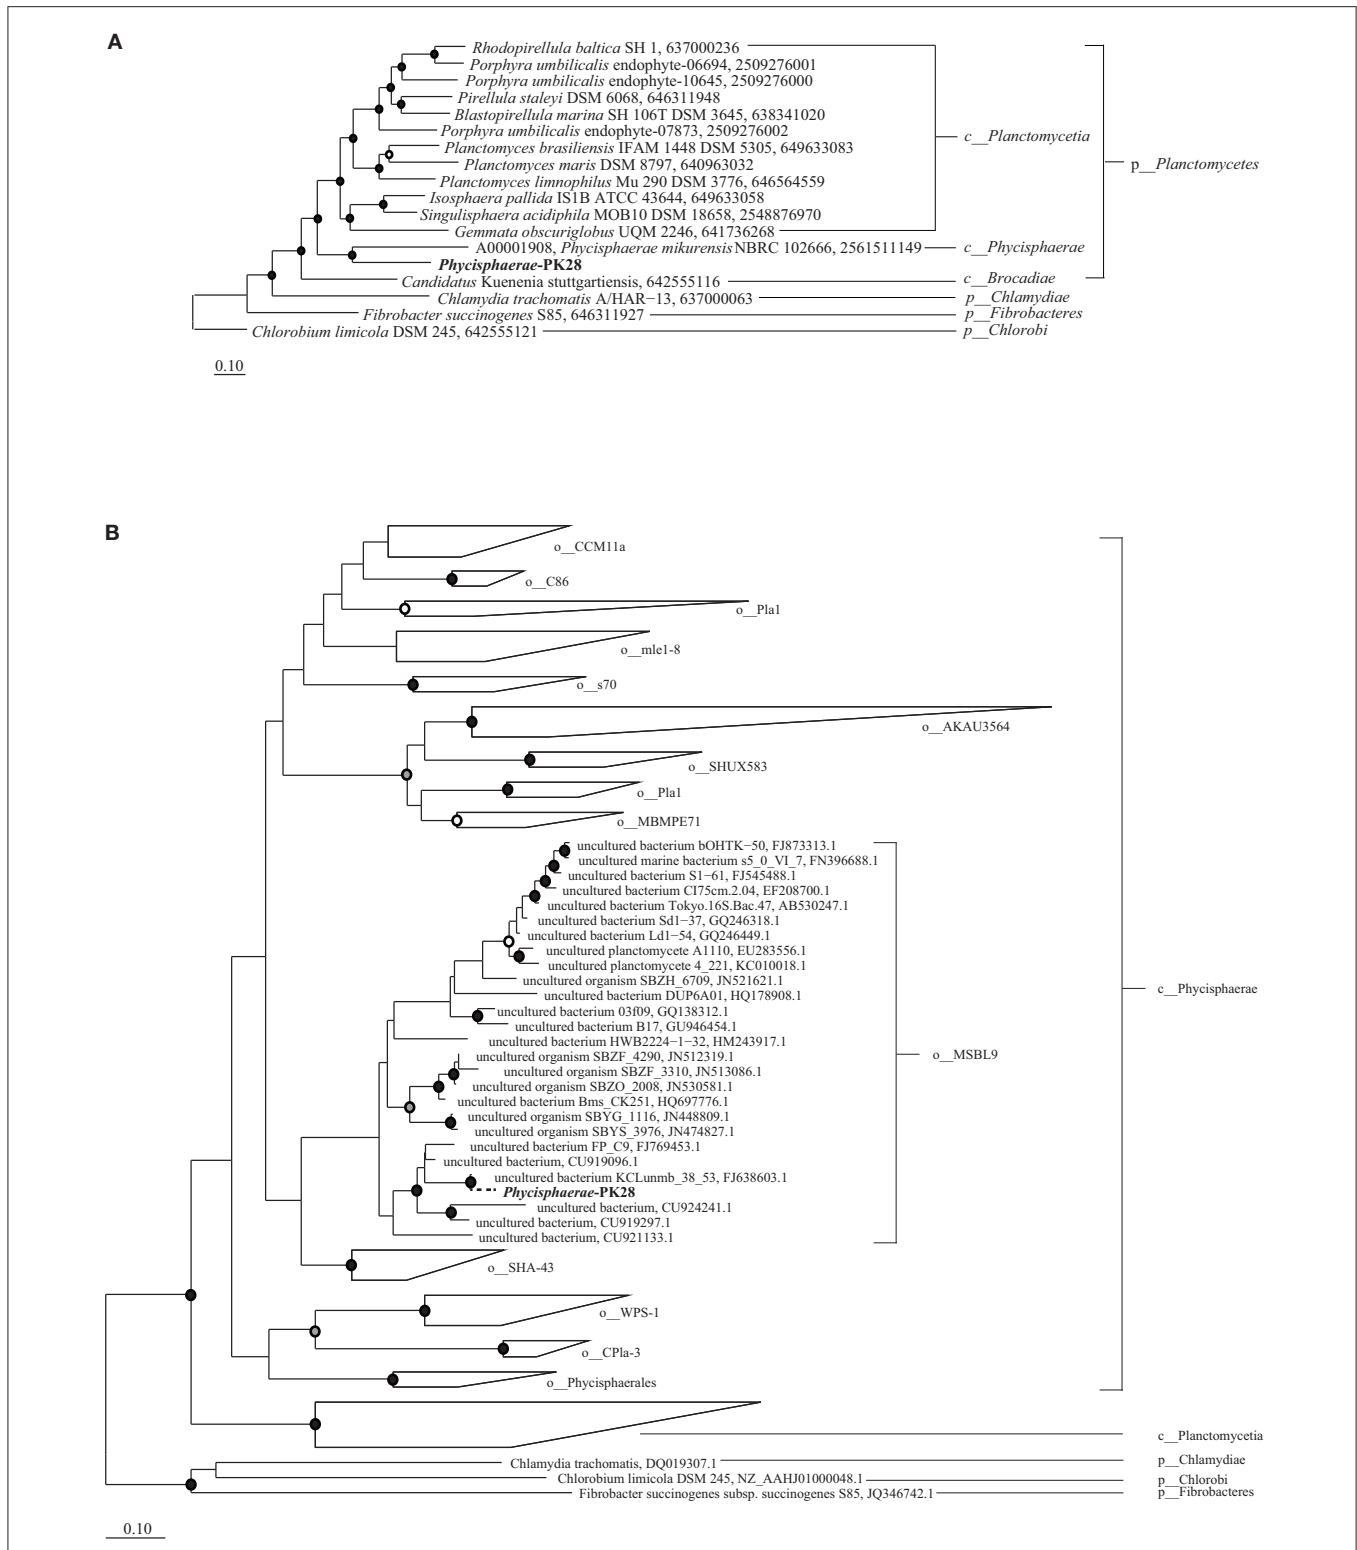 A
Rhodopirellula baltica SH 1, 637000236
Porphyra umbilicalis endophyte-06694, 2509276001
Porphyra umbilicalis endophyte-10645, 2509276000
Pirellula staleyi DSM 6068, 646311948
Blastopirellula marina SH 106T DSM 3645, 638341020
Porphyra umbilicalis endophyte-07873, 2509276002
c__Planctomycetia
Planctomyces brasiliensis IFAM 1448 DSM 5305, 649633083
Planctomyces maris DSM 8797, 640963032
p__Planctomycetes
Planctomyces limnophilus Mu 290 DSM 3776, 646564559
Isosphaera pallida IS1B ATCC 43644, 649633058
Singulisphaera acidiphila MOB10 DSM 18658, 2548876970
Gemmata obscuriglobus UQM 2246, 641736268
A00001908, Phycisphaerae mikurensis NBRC 102666, 2561511149
c__Phycisphaerae
Phycisphaerae-PK28
Candidatus Kuenenia stuttgartiensis, 642555116
c__Brocadiae
Chlamydia trachomatis A/HAR−13, 637000063
p__Chlamydiae
Fibrobacter succinogenes S85, 646311927
p__Fibrobacteres
Chlorobium limicola DSM 245, 642555121
p__Chlorobi
0.10
B
o__CCM11a
o__C86
o__Pla1
o__mle1-8
o__s70
o__AKAU3564
o__SHUX583
o__Pla1
o__MBMPE71
uncultured bacterium bOHTK−50, FJ873313.1
uncultured marine bacterium s5_0_VI_7, FN396688.1
uncultured bacterium S1−61, FJ545488.1
uncultured bacterium CI75cm.2.04, EF208700.1
uncultured bacterium Tokyo.16S.Bac.47, AB530247.1
uncultured bacterium Sd1−37, GQ246318.1
uncultured bacterium Ld1−54, GQ246449.1
uncultured planctomycete A1110, EU283556.1
uncultured planctomycete 4_221, KC010018.1
uncultured organism SBZH_6709, JN521621.1
c__Phycisphaerae
uncultured bacterium DUP6A01, HQ178908.1
uncultured bacterium 03f09, GQ138312.1
uncultured bacterium B17, GU946454.1
uncultured bacterium HWB2224−1−32, HM243917.1
o__MSBL9
uncultured organism SBZF_4290, JN512319.1
uncultured organism SBZF_3310, JN513086.1
uncultured organism SBZO_2008, JN530581.1
uncultured bacterium Bms_CK251, HQ697776.1
uncultured organism SBYG_1116, JN448809.1
uncultured organism SBYS_3976, JN474827.1
uncultured bacterium FP_C9, FJ769453.1
uncultured bacterium, CU919096.1
uncultured bacterium KCLunmb_38_53, FJ638603.1
Phycisphaerae-PK28
uncultured bacterium, CU924241.1
uncultured bacterium, CU919297.1
uncultured bacterium, CU921133.1
o__SHA-43
o__WPS-1
o__CPla-3
o__Phycisphaerales
c__Planctomycetia
Chlamydia trachomatis, DQ019307.1
p__Chlamydiae
Chlorobium limicola DSM 245, NZ_AAHJ01000048.1
p__Chlorobi
Fibrobacter succinogenes subsp. succinogenes S85, JQ346742.1
p__Fibrobacteres
0.10